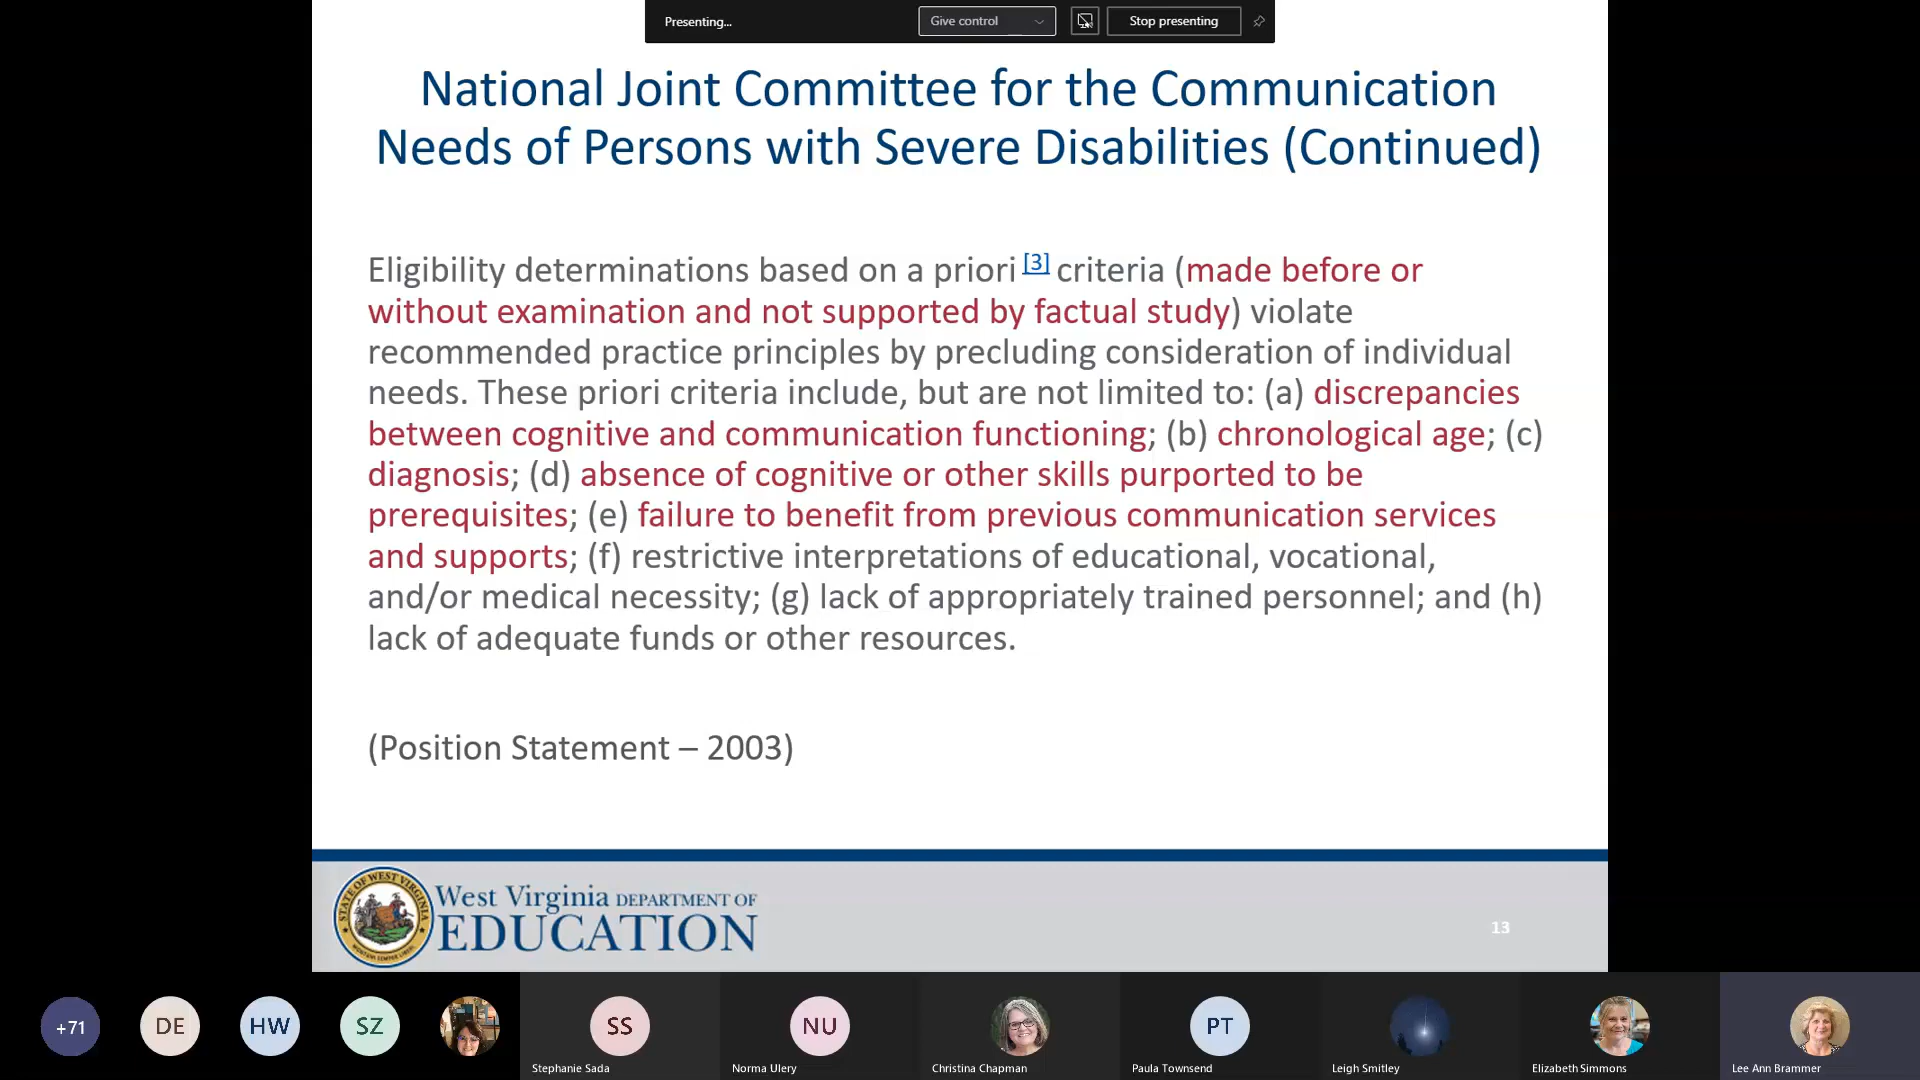 Presenting...
Give control
Stop presenting
National Joint Committee for the Communication
Needs of Persons with Severe Disabilities (Continued)
Eligibility determinations based on a priori [3] criteria (made before or
without examination and not supported by factual study) violate
recommended practice principles by precluding consideration of individual
needs. These priori criteria include, but are not limited to: (a) discrepancies
between cognitive and communication functioning; (b) chronological age; (c)
diagnosis; (d) absence of cognitive or other skills purported to be
prerequisites; (e) failure to benefit from previous communication services
and supports; (f) restrictive interpretations of educational, vocational,
and/or medical necessity; (g) lack of appropriately trained personnel; and (h)
lack of adequate funds or other resources.
(Position Statement – 2003)
STATE OF WEST VIRGINIA
MONTANI SEMPER LIBERI
West Virginia DEPARTMENT OF
EDUCATION
13
+71
DE
HW
SZ
SS
NU
PT
Stephanie Sada
Norma Ulery
Christina Chapman
Paula Townsend
Leigh Smitley
Elizabeth Simmons
Lee Ann Brammer